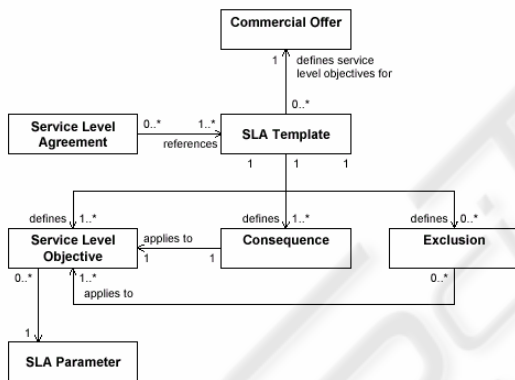 Commercial Offer
1
defines service
level objectives for
0..*
Service Level
Agreement
0..*
1..*
references
SLA Template
1
1
1
defines
1..*
defines
1..*
defines
0..*
Service Level
Objective
applies to
1
1
Consequence
Exclusion
0..*
1..*
applies to
0..*
1
SLA Parameter